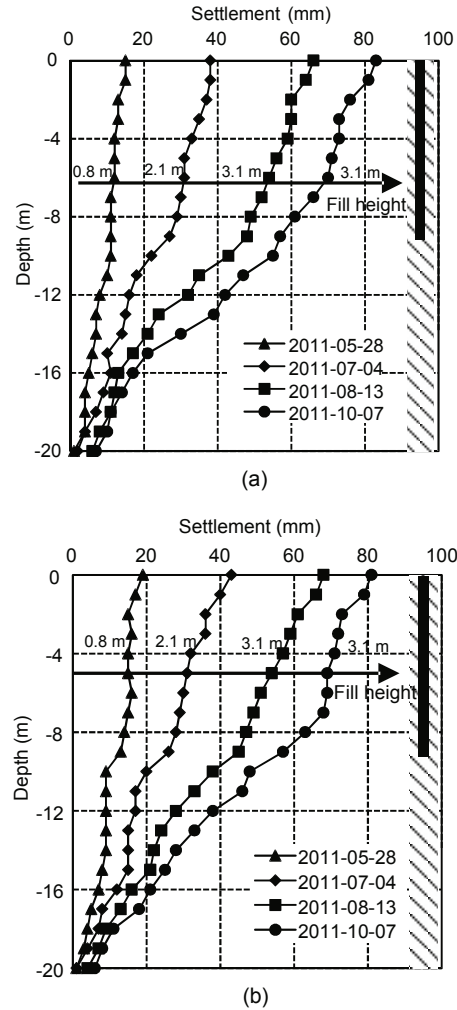 Settlement (mm)
0 20 40 60 80 100
0
-4
0.8 m 2.1 m 3.1 m 3.1 m
Fill height
-8
Depth (m)
-12
2011-05-28
2011-07-04
-16
2011-08-13
2011-10-07
-20
(a)
Settlement (mm)
0 20 40 60 80 100
0
0.8 m 2.1 m 3.1 m 3.1 m
-4
Fill height
-8
Depth (m)
-12
2011-05-28
2011-07-04
-16
2011-08-13
2011-10-07
-20
(b)